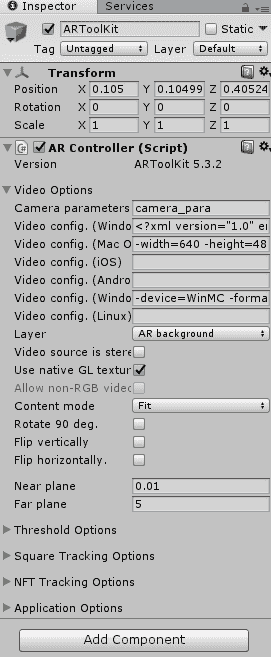 Inspector Services
ARToolKit Static
Tag Untagged Layer Default
Transform
Position X 0.105 Y 0.10499 Z 0.40524
Rotation X 0 Y 0 Z 0
Scale X 1 Y 1 Z 1
AR Controller (Script)
Version ARToolKit 5.3.2
Video Options
Camera parameters camera_para
Video config. (Windo <?xml version="1.0" er
Video config. (Mac O -width=640 -height=48
Video config. (iOS)
Video config. (Andro
Video config. (Windo -device=WinMC -forma
Video config. (Linux)
Layer AR background
Video source is stere
Use native GL textur
Allow non-RGB video
Content mode Fit
Rotate 90 deg.
Flip vertically
Flip horizontally.
Near plane 0.01
Far plane 5
Threshold Options
Square Tracking Options
NFT Tracking Options
Application Options
Add Component